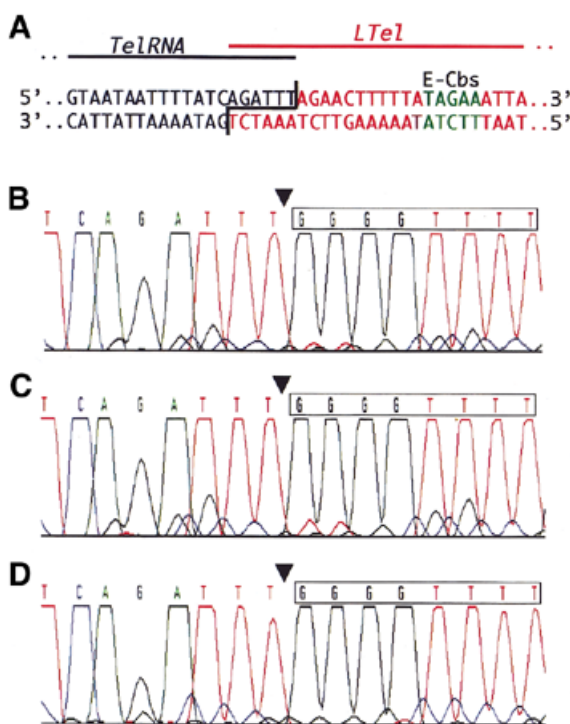 A
TelRNA LTel
.. ..
E-Cbs
5'..GTAATAATTTTATCAGATTTAGAACTTTTTATAGAAATTA..3'
3'..CATTATTAAAATAGTCTAAATCTTGAAAAATATCTTTAAT..5'
B
T C A G A T T T G G G G T T T T
C
T C A G A T T T G G G G T T T T
D
T C A G A T T T G G G G T T T T